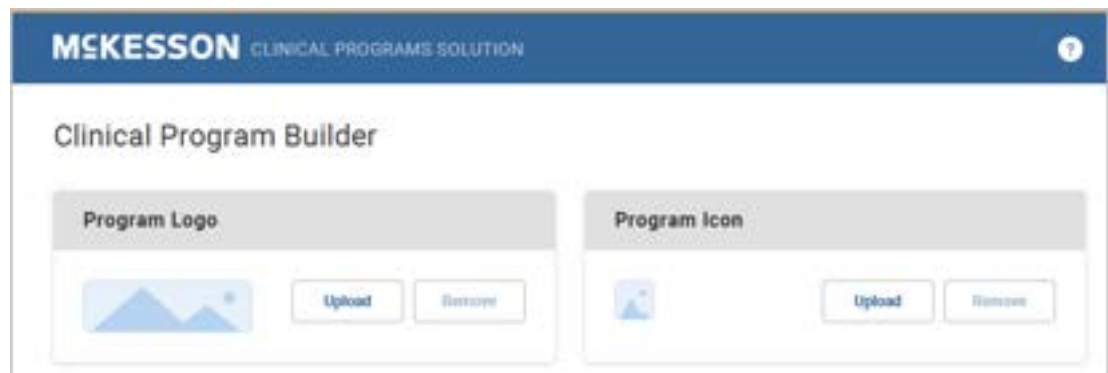 MCKESSON CLINICAL PROGRAMS SOLUTION ?
Clinical Program Builder
Program Logo
Program Icon
Upload Remove
Upload Remove